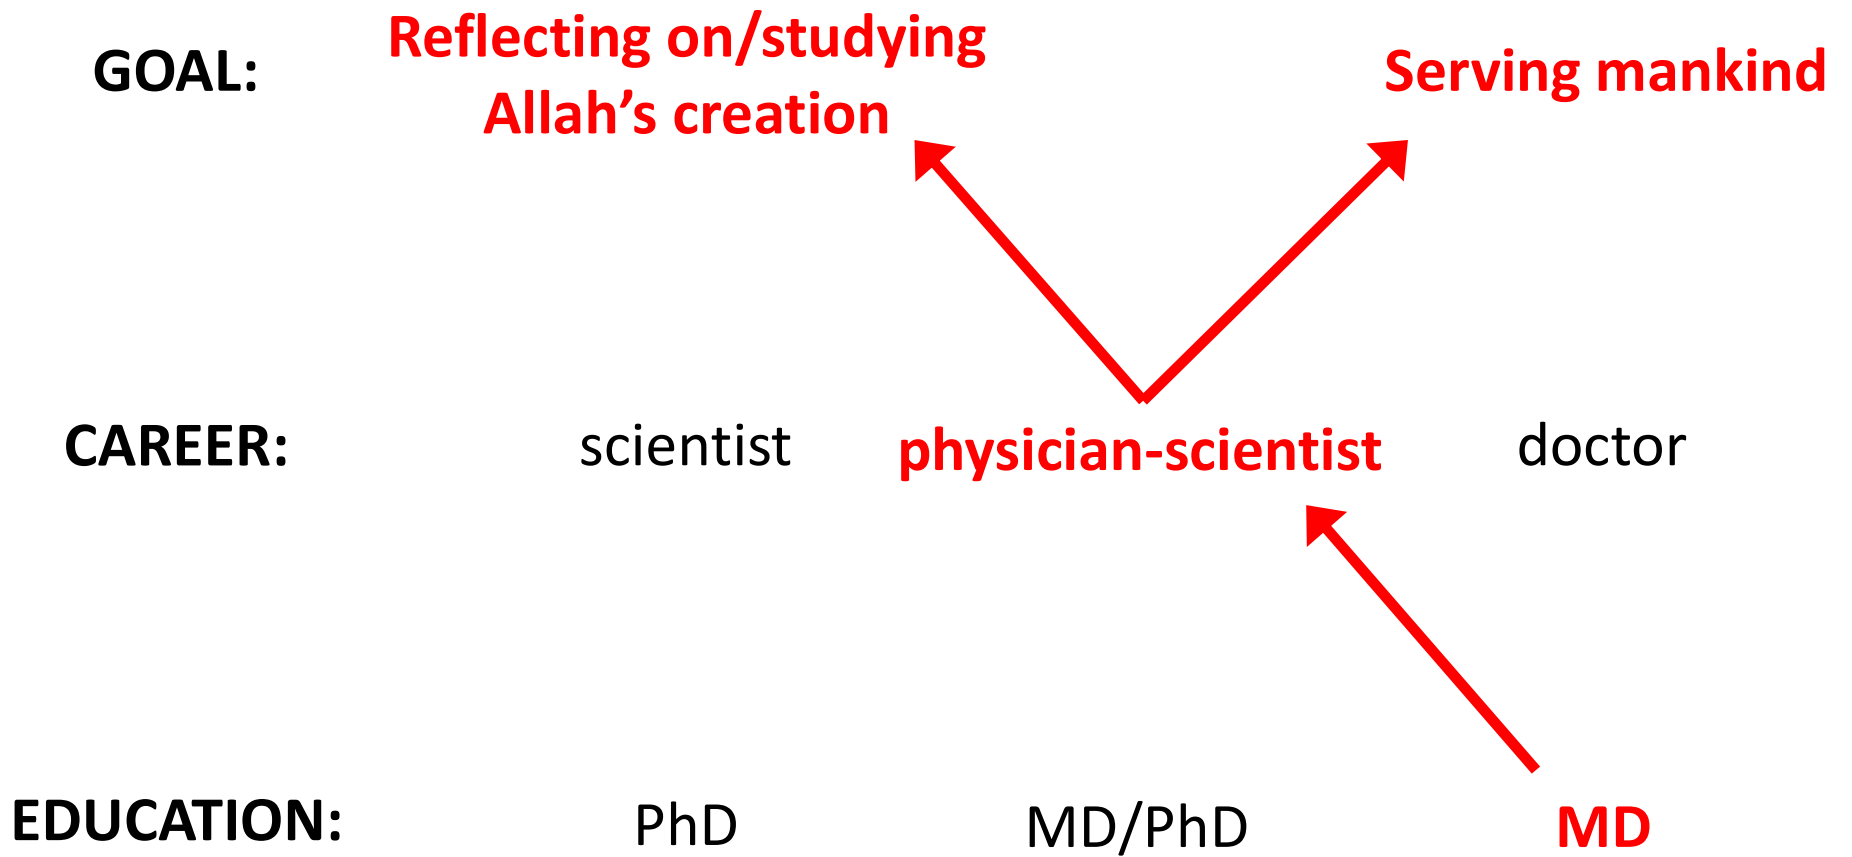 GOAL:
Reflecting on/studying
Allah’s creation
Serving mankind
CAREER:
scientist
physician-scientist
doctor
EDUCATION:
PhD
MD/PhD
MD